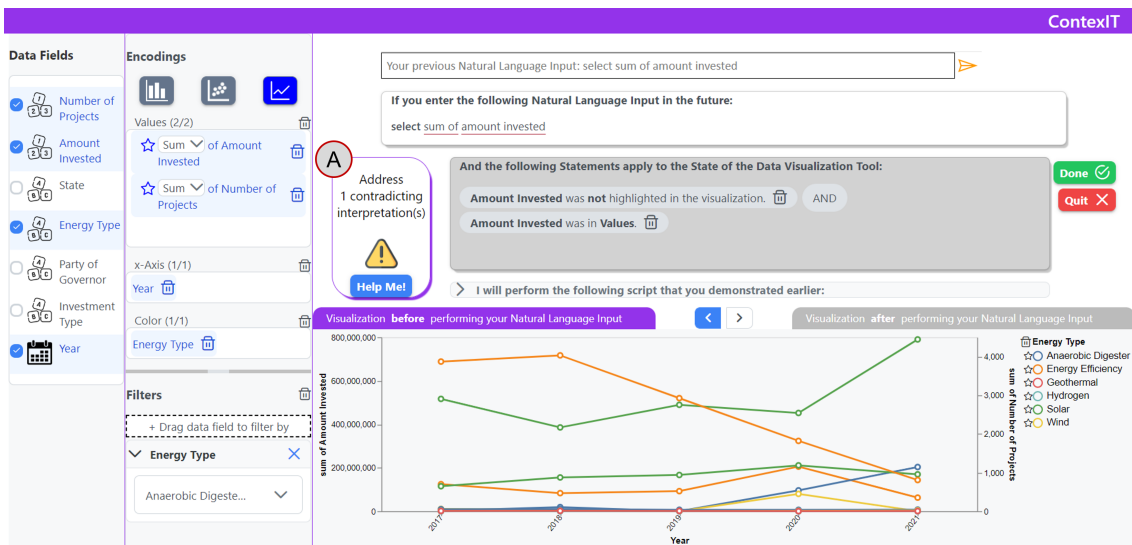 ContexIT
Data Fields
Number of
Projects
Amount
Invested
State
Energy Type
Party of
Governor
Investment
Type
Year
Encodings
Values (2/2)
Sum of Amount
Invested
Sum of Number of
Projects
x-Axis (1/1)
Year
Color (1/1)
Energy Type
Filters
+ Drag data field to filter by
Energy Type
Anaerobic Digeste...
Your previous Natural Language Input: select sum of amount invested
If you enter the following Natural Language Input in the future:
select sum of amount invested
A
Address
1 contradicting
interpretation(s)
Help Me!
And the following Statements apply to the State of the Data Visualization Tool:
Amount Invested was not highlighted in the visualization. AND
Amount Invested was in Values.
Done
Quit
I will perform the following script that you demonstrated earlier:
Visualization before performing your Natural Language Input
Visualization after performing your Natural Language Input
sum of Amount Invested
800,000,000
600,000,000
400,000,000
200,000,000
0
2017
2018
2019
2020
2021
Year
4,000
3,000
2,000
1,000
0
sum of Number of Projects
Energy Type
Anaerobic Digester
Energy Efficiency
Geothermal
Hydrogen
Solar
Wind